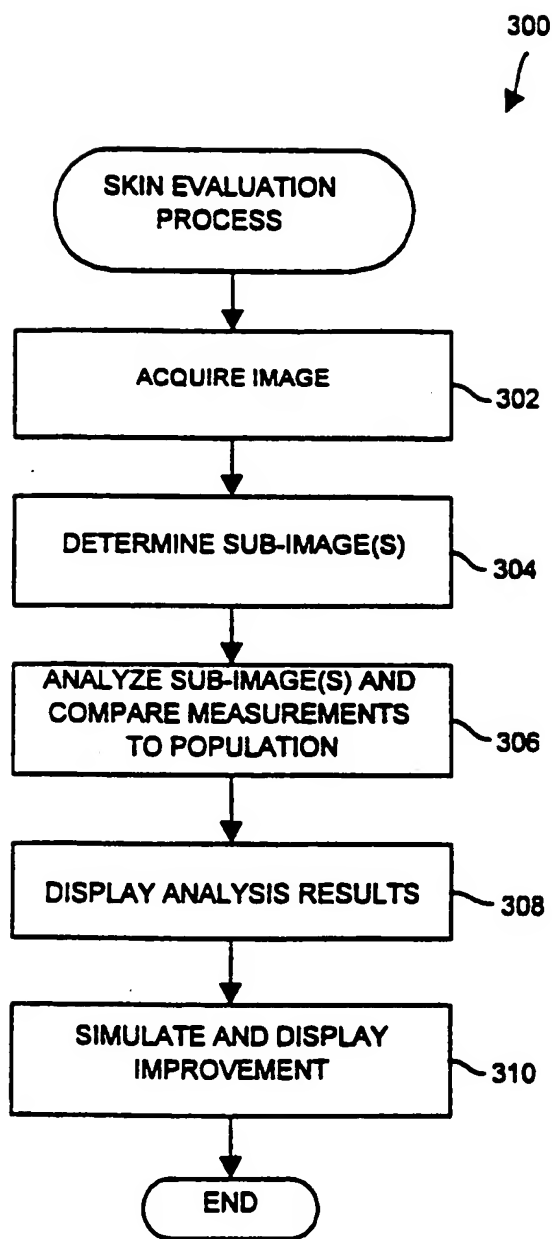 300
SKIN EVALUATION
PROCESS
ACQUIRE IMAGE
302
DETERMINE SUB-IMAGE(S)
304
ANALYZE SUB-IMAGE(S) AND
COMPARE MEASUREMENTS
TO POPULATION
306
DISPLAY ANALYSIS RESULTS
308
SIMULATE AND DISPLAY
IMPROVEMENT
310
END